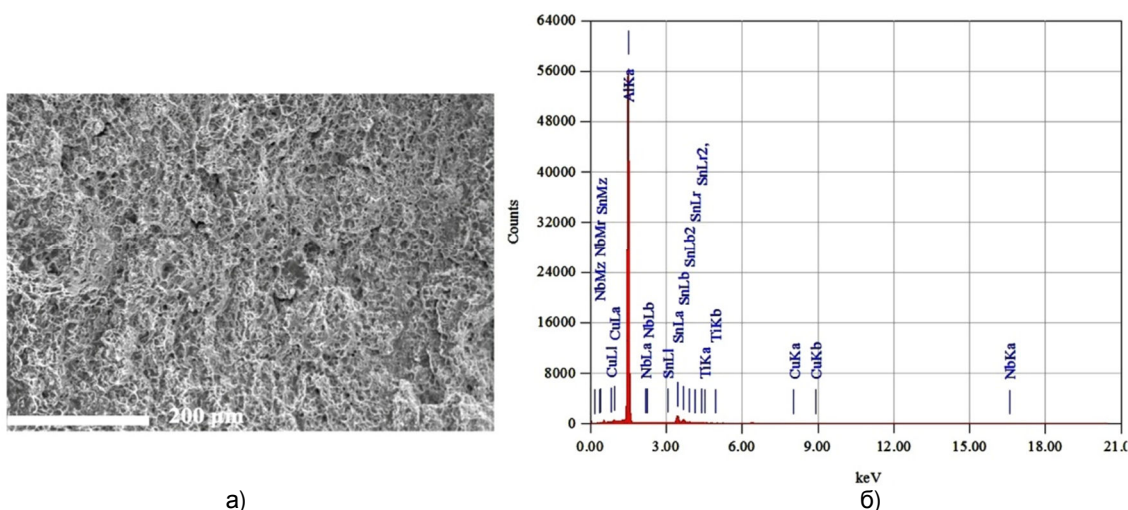 200 µm
а)
64000
56000
48000
40000
32000
24000
16000
8000
0
Counts
NbMz NbMr SnMz
CuLl CuLa
AlKa
NbLa NbLb
SnLl SnLa SnLb SnLb2 SnLr SnLr2,
TiKa TiKb
CuKa
CuKb
NbKa
0.00 3.00 6.00 9.00 12.00 15.00 18.00 21.0
keV
б)